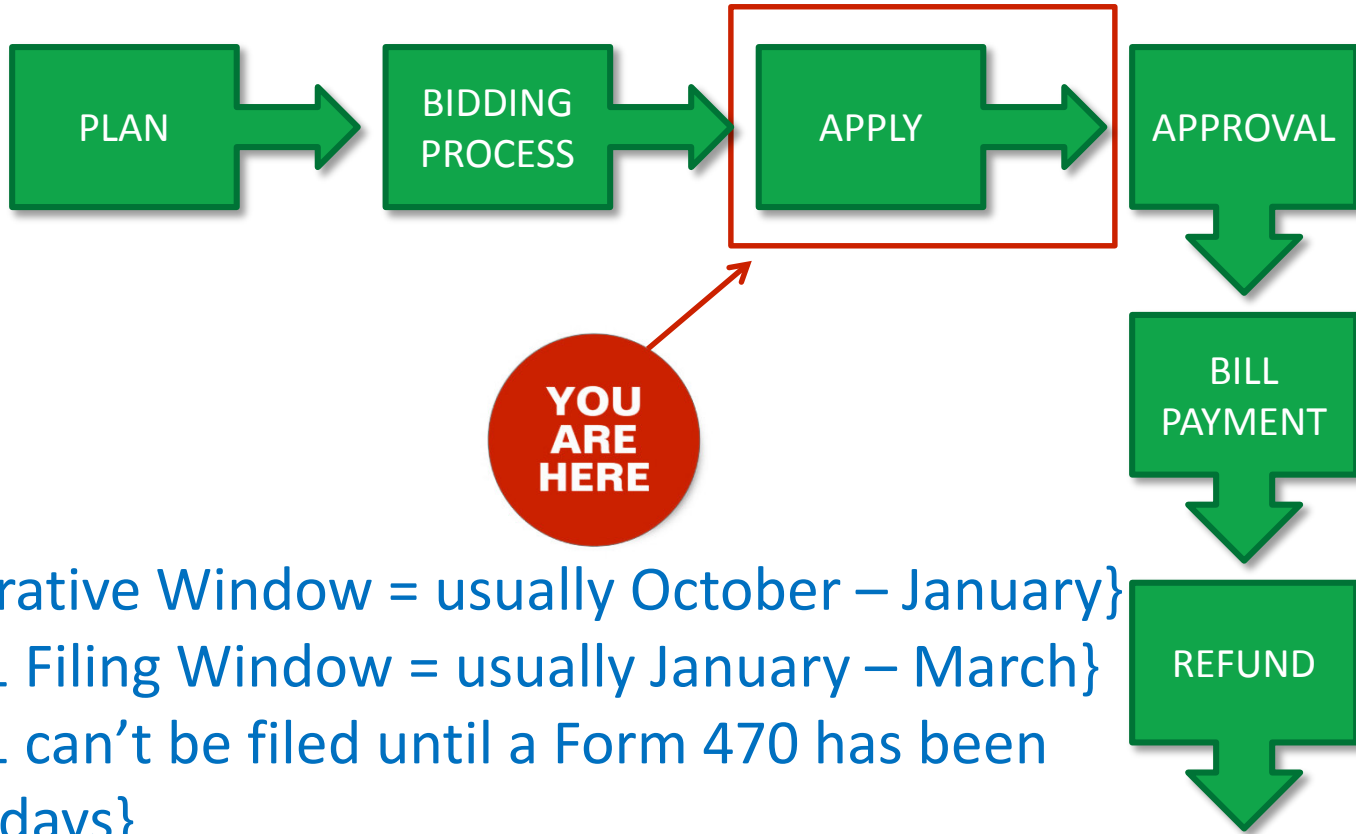 PLAN
BIDDING
PROCESS
APPLY
APPROVAL
YOU
ARE
HERE
BILL
PAYMENT
rative Window = usually October – January}
Filing Window = usually January – March}
can’t be filed until a Form 470 has been
days}
REFUND